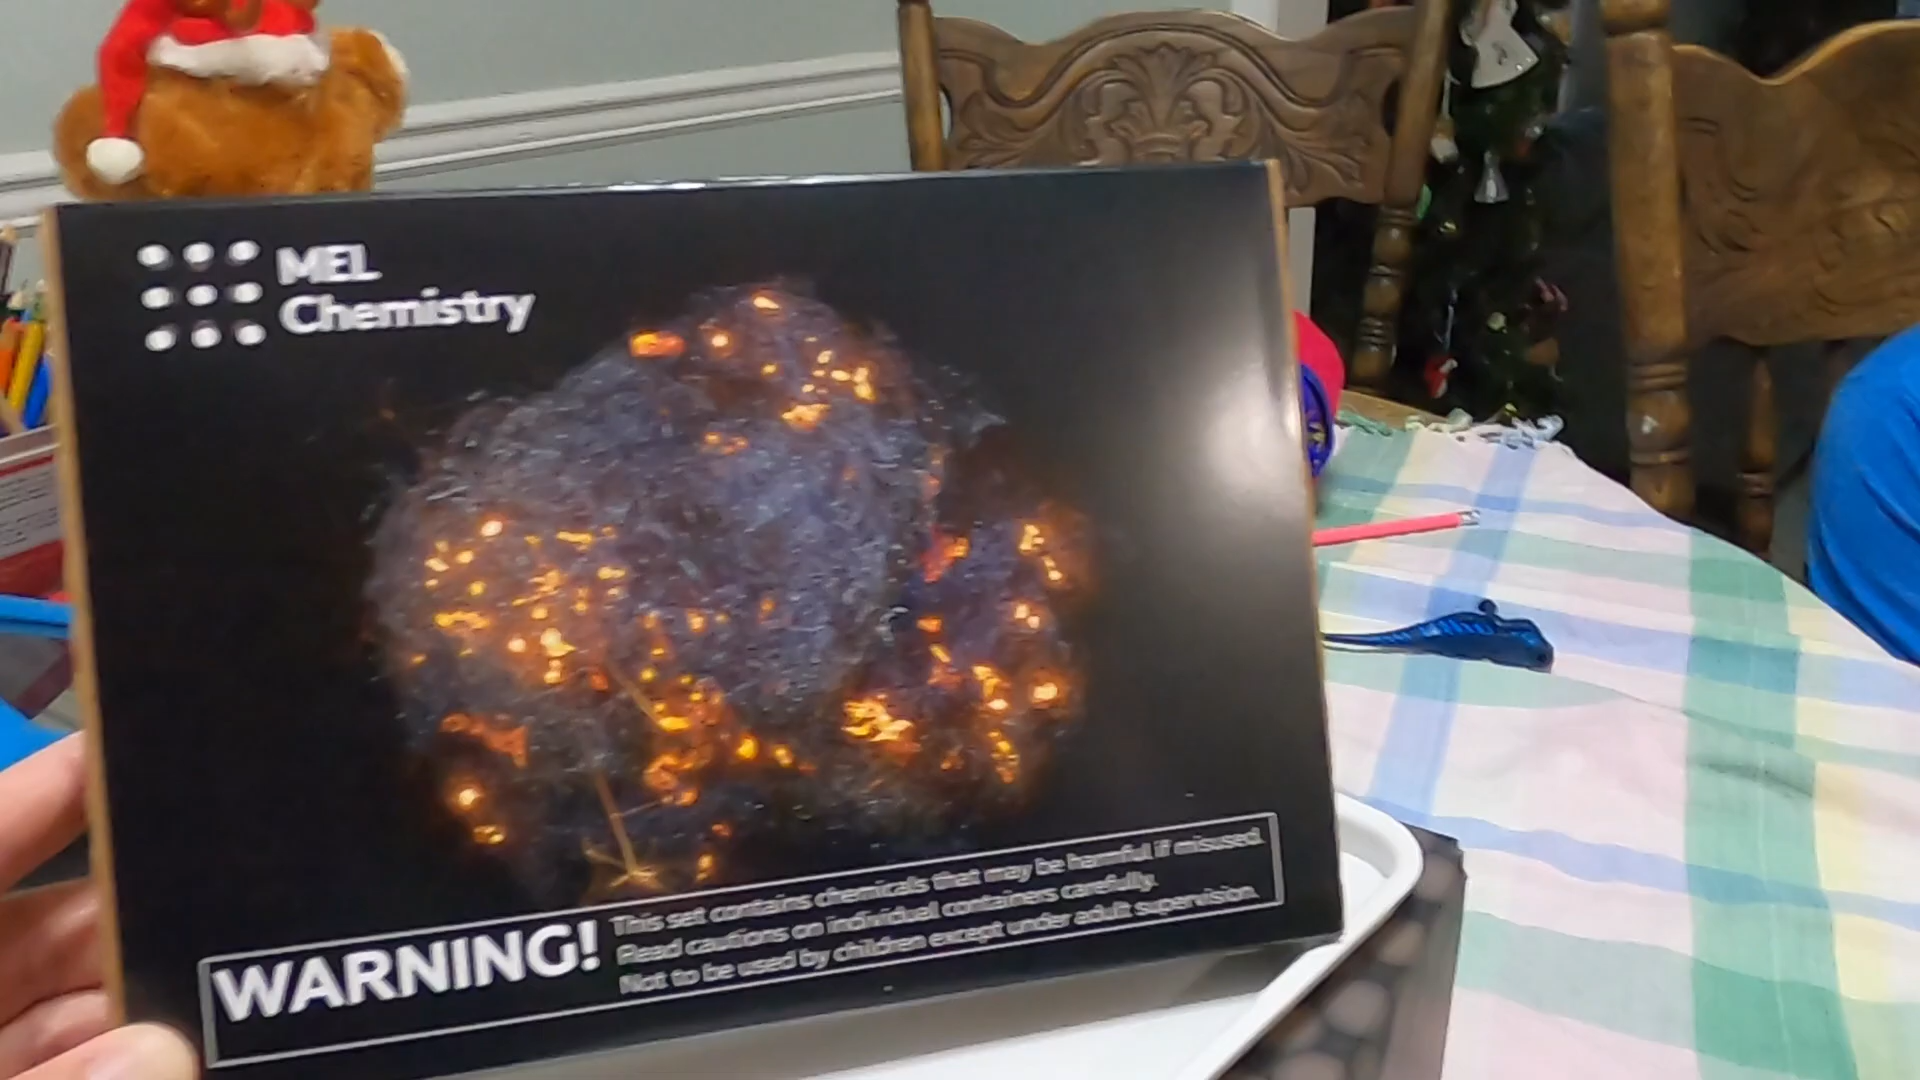 MEL
Chemistry
WARNING!
This set contains chemicals that may be harmful if misused.
Read cautions on individual containers carefully.
Not to be used by children except under adult supervision.